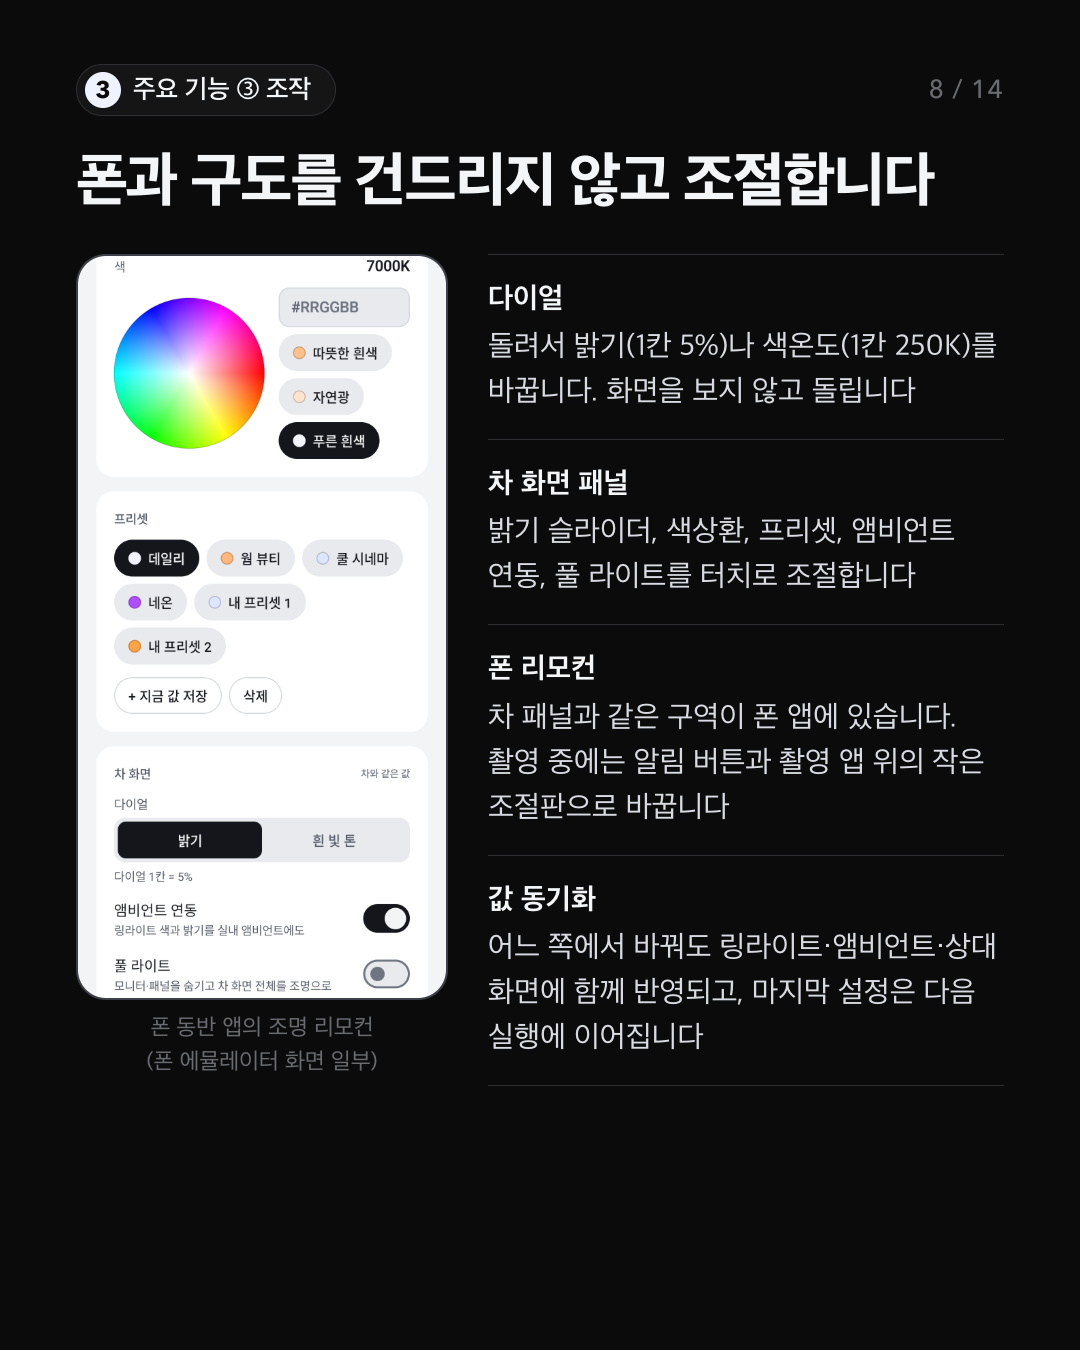 3 주요 기능 ③ 조작
8 / 14
폰과 구도를 건드리지 않고 조절합니다
색
7000K
#RRGGBB
따뜻한 흰색
자연광
푸른 흰색
프리셋
데일리
웜 뷰티
쿨 시네마
네온
내 프리셋 1
내 프리셋 2
+ 지금 값 저장
삭제
차 화면
차와 같은 값
다이얼
밝기
흰 빛 톤
다이얼 1칸 = 5%
앰비언트 연동
링라이트 색과 밝기를 실내 앰비언트에도
풀 라이트
모니터·패널을 숨기고 차 화면 전체를 조명으로
폰 동반 앱의 조명 리모컨
(폰 에뮬레이터 화면 일부)
다이얼
돌려서 밝기(1칸 5%)나 색온도(1칸 250K)를
바꿉니다. 화면을 보지 않고 돌립니다
차 화면 패널
밝기 슬라이더, 색상환, 프리셋, 앰비언트
연동, 풀 라이트를 터치로 조절합니다
폰 리모컨
차 패널과 같은 구역이 폰 앱에 있습니다.
촬영 중에는 알림 버튼과 촬영 앱 위의 작은
조절판으로 바꿉니다
값 동기화
어느 쪽에서 바꿔도 링라이트·앰비언트·상대
화면에 함께 반영되고, 마지막 설정은 다음
실행에 이어집니다